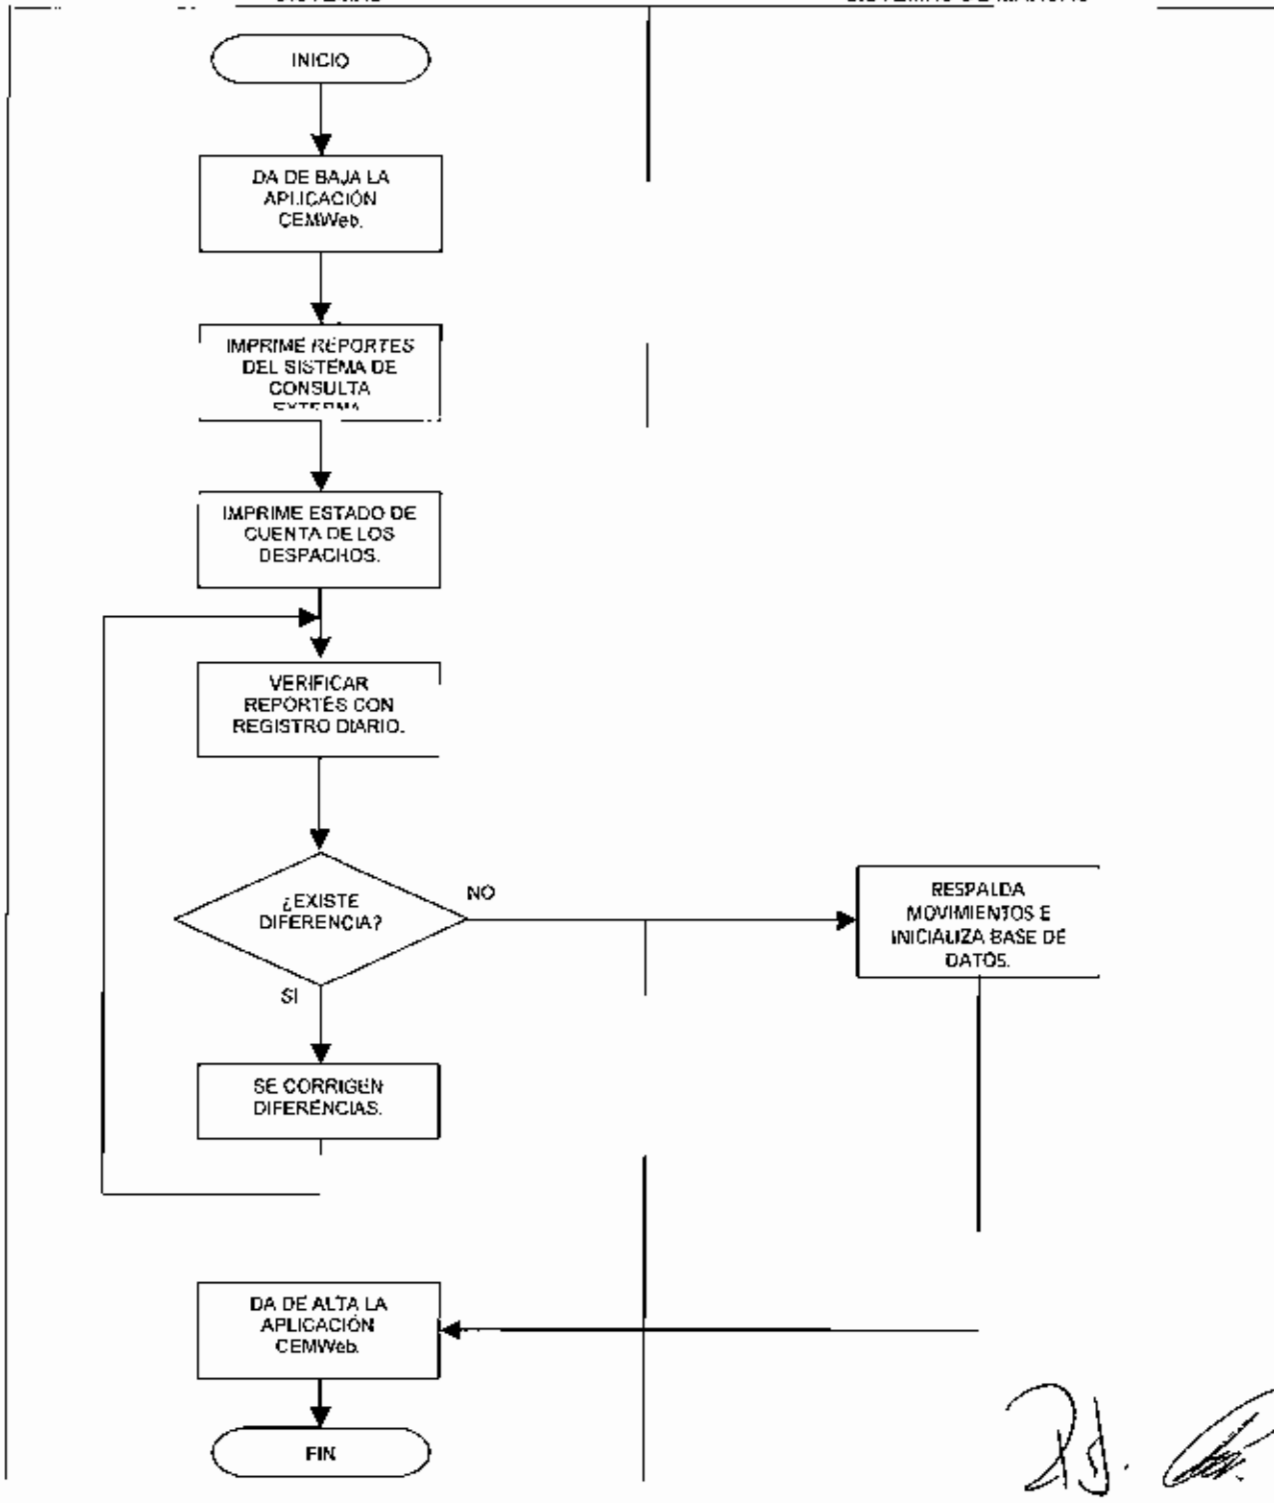 INICIO
DA DE BAJA LA
APLICACIÓN
CEMWeb.
IMPRIME REPORTES
DEL SISTEMA DE
CONSULTA
EXTERNA
IMPRIME ESTADO DE
CUENTA DE LOS
DESPACHOS.
VERIFICAR
REPORTES CON
REGISTRO DIARIO.
¿EXISTE
DIFERENCIA?
NO
RESPALDA
MOVIMIENTOS E
INICIALIZA BASE DE
DATOS.
SI
SE CORRIGEN
DIFERENCIAS.
DA DE ALTA LA
APLICACIÓN
CEMWeb.
FIN